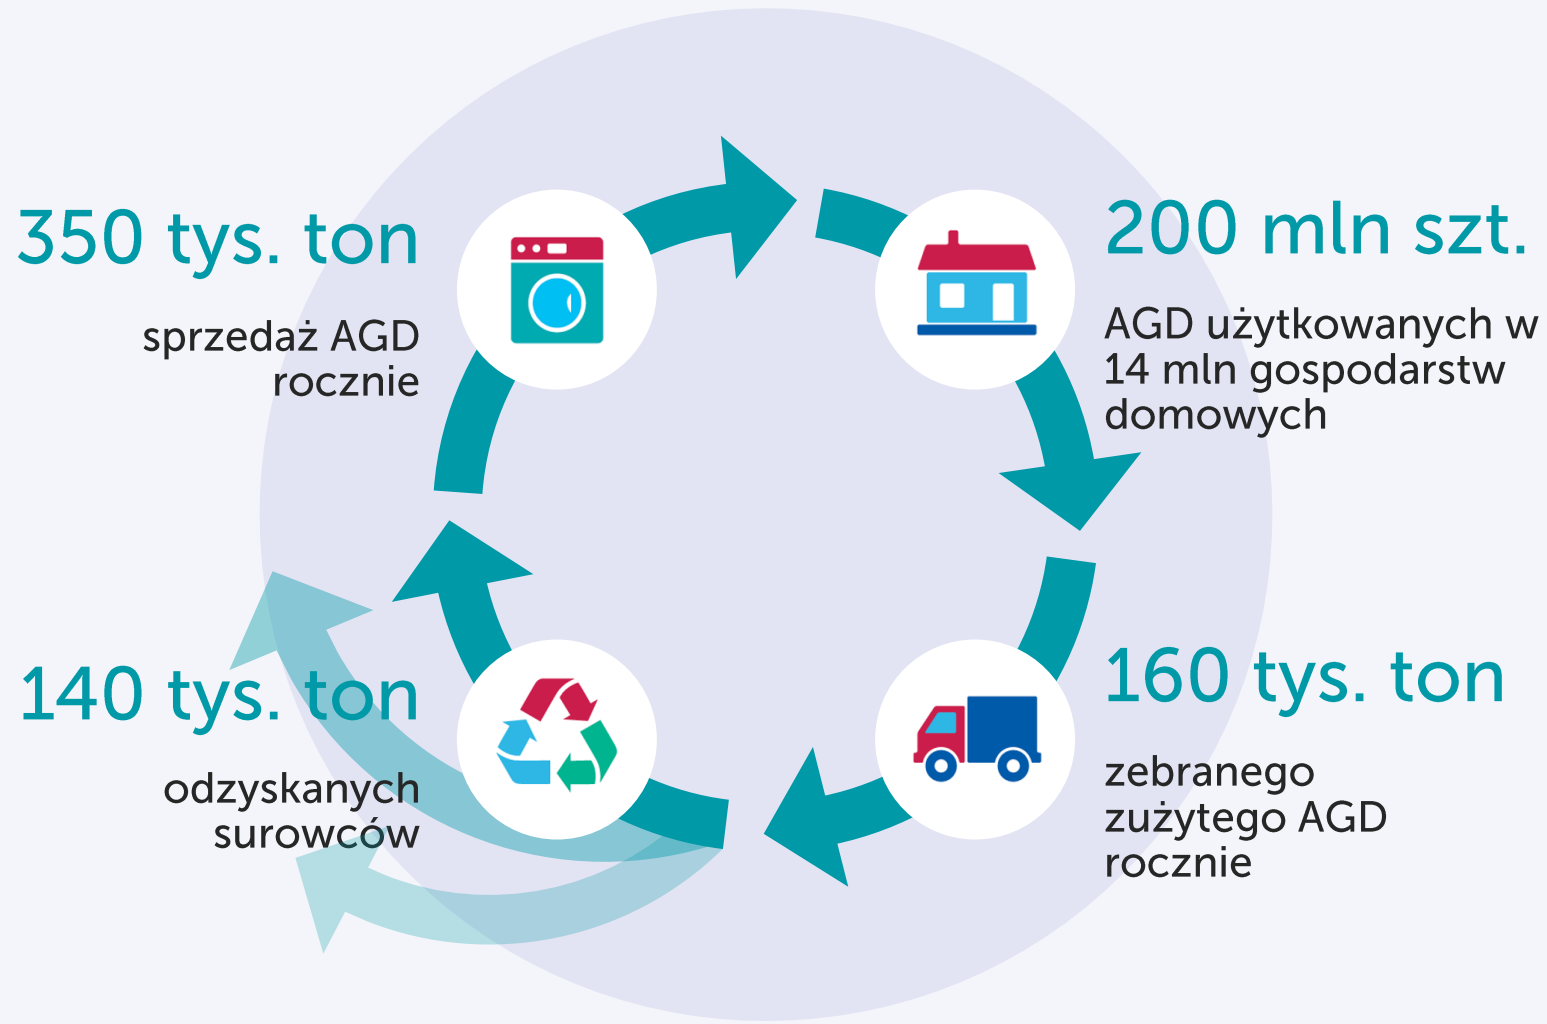 350 tys. ton
sprzedaż AGD
rocznie
200 mln szt.
AGD użytkowanych w
14 mln gospodarstw
domowych
140 tys. ton
odzyskanych
surowców
160 tys. ton
zebranego
zużytego AGD
rocznie